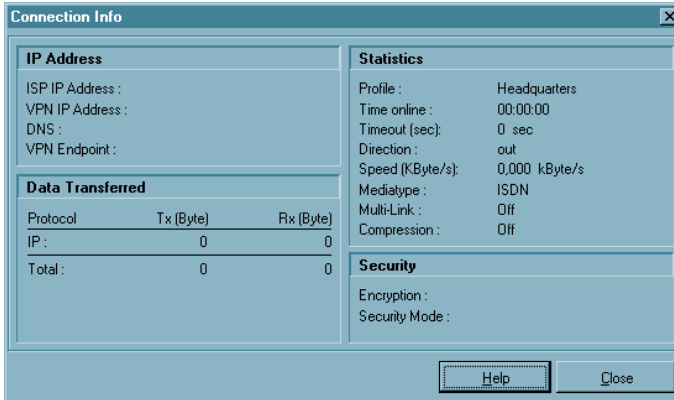 Connection Info
IP Address
ISP IP Address :
VPN IP Address :
DNS :
VPN Endpoint :
Data Transferred
Protocol Tx (Byte) Rx (Byte)
IP : 0 0
Total : 0 0
Statistics
Profile : Headquarters
Time online : 00:00:00
Timeout (sec): 0 sec
Direction : out
Speed (KByte/s): 0,000 kByte/s
Mediatype : ISDN
Multi-Link : Off
Compression : Off
Security
Encryption :
Security Mode :
Help Close